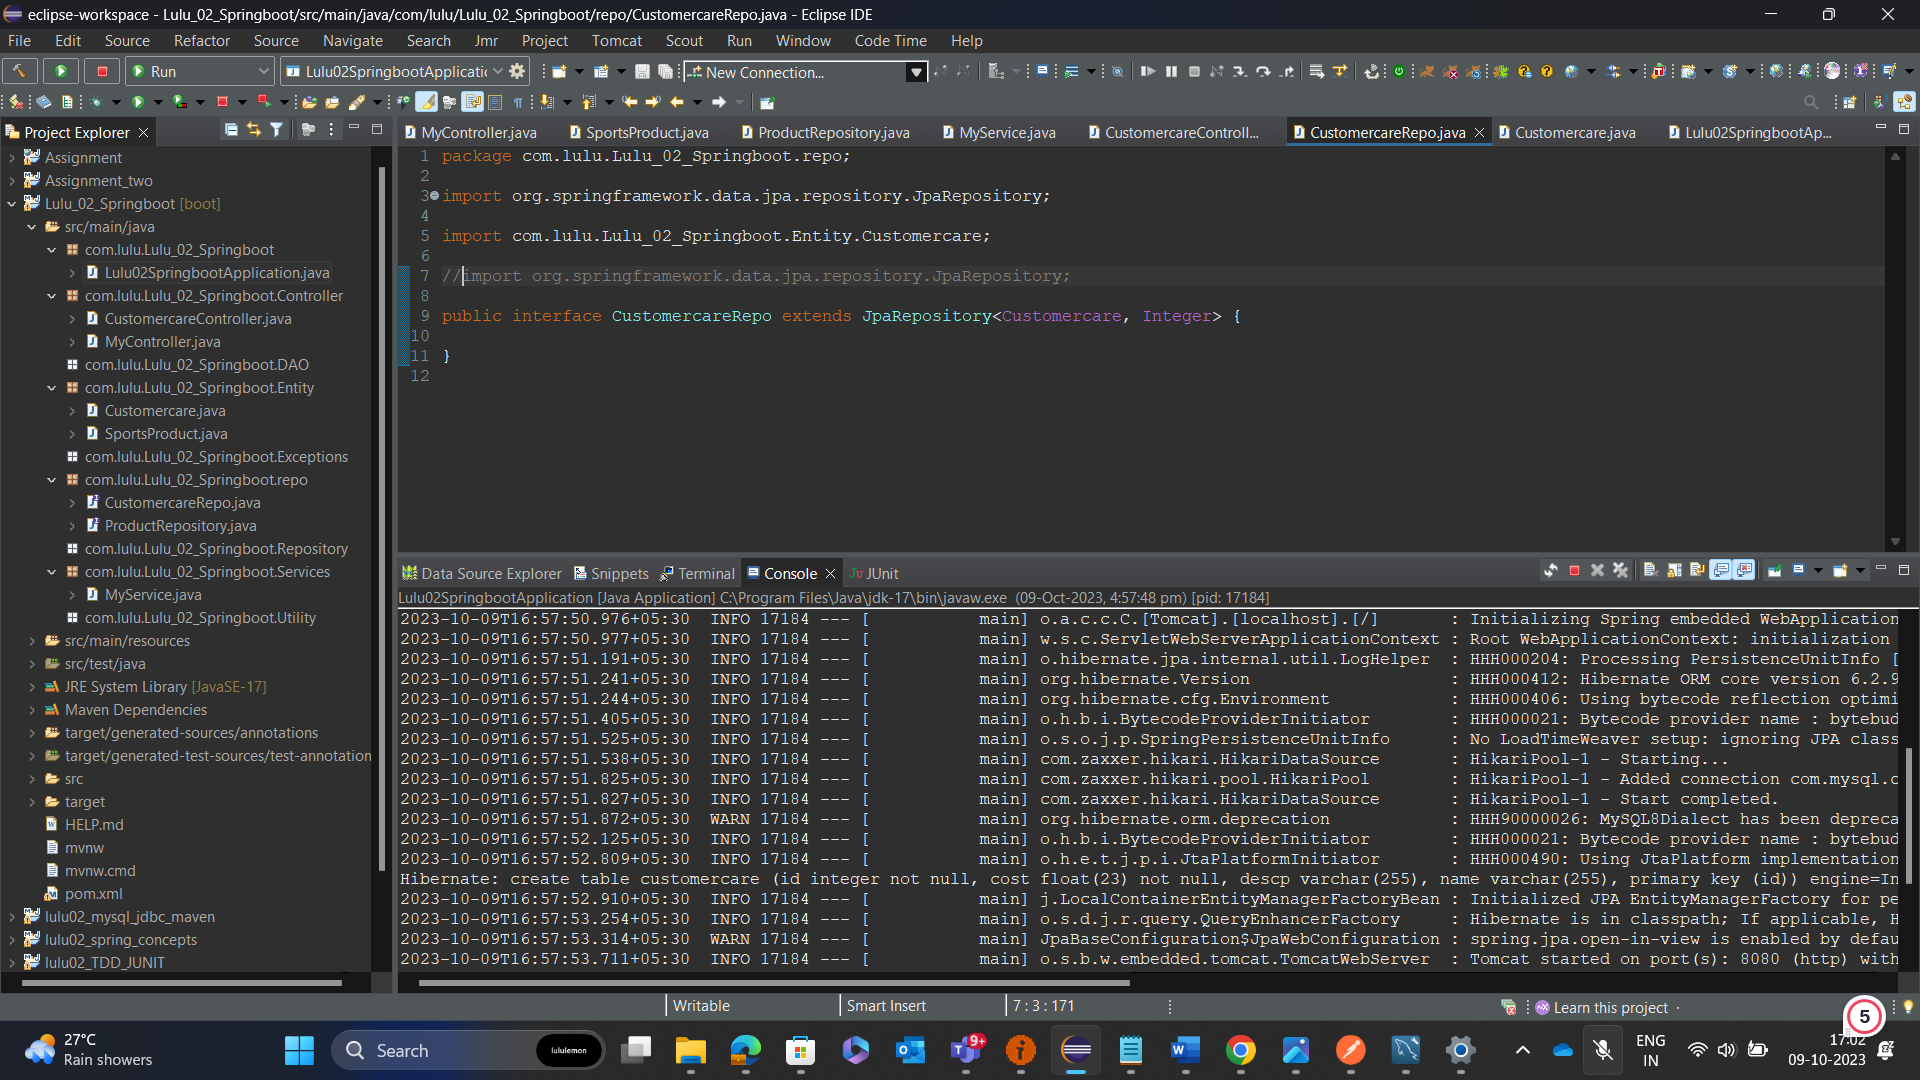 eclipse-workspace - Lulu_02_Springboot/src/main/java/com/lulu/Lulu_02_Springboot/repo/CustomercareRepo.java - Eclipse IDE
File Edit Source Refactor Source Navigate Search Jmr Project Tomcat Scout Run Window Code Time Help
Run Lulu02SpringbootApplicatic New Connection...
Project Explorer
Assignment
Assignment_two
Lulu_02_Springboot [boot]
src/main/java
com.lulu.Lulu_02_Springboot
Lulu02SpringbootApplication.java
com.lulu.Lulu_02_Springboot.Controller
CustomercareController.java
MyController.java
com.lulu.Lulu_02_Springboot.DAO
com.lulu.Lulu_02_Springboot.Entity
Customercare.java
SportsProduct.java
com.lulu.Lulu_02_Springboot.Exceptions
com.lulu.Lulu_02_Springboot.repo
CustomercareRepo.java
ProductRepository.java
com.lulu.Lulu_02_Springboot.Repository
com.lulu.Lulu_02_Springboot.Services
MyService.java
com.lulu.Lulu_02_Springboot.Utility
src/main/resources
src/test/java
JRE System Library [JavaSE-17]
Maven Dependencies
target/generated-sources/annotations
target/generated-test-sources/test-annotation
src
target
HELP.md
mvnw
mvnw.cmd
pom.xml
lulu02_mysql_jdbc_maven
lulu02_spring_concepts
lulu02_TDD_JUNIT
MyController.java SportsProduct.java ProductRepository.java MyService.java CustomercareControll... CustomercareRepo.java Customercare.java Lulu02SpringbootAp...
1 package com.lulu.Lulu_02_Springboot.repo;
2
3 import org.springframework.data.jpa.repository.JpaRepository;
4
5 import com.lulu.Lulu_02_Springboot.Entity.Customercare;
6
7 //import org.springframework.data.jpa.repository.JpaRepository;
8
9 public interface CustomercareRepo extends JpaRepository<Customercare, Integer> {
10
11 }
12
Data Source Explorer Snippets Terminal Console Ju JUnit
Lulu02SpringbootApplication [Java Application] C:\Program Files\Java\jdk-17\bin\javaw.exe (09-Oct-2023, 4:57:48 pm) [pid: 17184]
2023-10-09T16:57:50.976+05:30 INFO 17184 --- [ main] o.a.c.c.C.[Tomcat].[localhost].[/] : Initializing Spring embedded WebApplication
2023-10-09T16:57:50.977+05:30 INFO 17184 --- [ main] w.s.c.ServletWebServerApplicationContext : Root WebApplicationContext: initialization
2023-10-09T16:57:51.191+05:30 INFO 17184 --- [ main] o.hibernate.jpa.internal.util.LogHelper : HHH000204: Processing PersistenceUnitInfo [
2023-10-09T16:57:51.241+05:30 INFO 17184 --- [ main] org.hibernate.Version : HHH000412: Hibernate ORM core version 6.2.9
2023-10-09T16:57:51.244+05:30 INFO 17184 --- [ main] org.hibernate.cfg.Environment : HHH000406: Using bytecode reflection optimi
2023-10-09T16:57:51.405+05:30 INFO 17184 --- [ main] o.h.b.i.BytecodeProviderInitiator : HHH000021: Bytecode provider name : bytebud
2023-10-09T16:57:51.525+05:30 INFO 17184 --- [ main] o.s.o.j.p.SpringPersistenceUnitInfo : No LoadTimeWeaver setup: ignoring JPA class
2023-10-09T16:57:51.538+05:30 INFO 17184 --- [ main] com.zaxxer.hikari.HikariDataSource : HikariPool-1 - Starting...
2023-10-09T16:57:51.825+05:30 INFO 17184 --- [ main] com.zaxxer.hikari.pool.HikariPool : HikariPool-1 - Added connection com.mysql.c
2023-10-09T16:57:51.827+05:30 INFO 17184 --- [ main] com.zaxxer.hikari.HikariDataSource : HikariPool-1 - Start completed.
2023-10-09T16:57:51.872+05:30 WARN 17184 --- [ main] org.hibernate.orm.deprecation : HHH90000026: MySQL8Dialect has been depreca
2023-10-09T16:57:52.125+05:30 INFO 17184 --- [ main] o.h.b.i.BytecodeProviderInitiator : HHH000021: Bytecode provider name : bytebud
2023-10-09T16:57:52.809+05:30 INFO 17184 --- [ main] o.h.e.t.j.p.i.JtaPlatformInitiator : HHH000490: Using JtaPlatform implementation
Hibernate: create table customercare (id integer not null, cost float(23) not null, descp varchar(255), name varchar(255), primary key (id)) engine=In
2023-10-09T16:57:52.910+05:30 INFO 17184 --- [ main] j.LocalContainerEntityManagerFactoryBean : Initialized JPA EntityManagerFactory for pe
2023-10-09T16:57:53.254+05:30 INFO 17184 --- [ main] o.s.d.j.r.query.QueryEnhancerFactory : Hibernate is in classpath; If applicable, H
2023-10-09T16:57:53.314+05:30 WARN 17184 --- [ main] JpaBaseConfiguration$JpaWebConfiguration : spring.jpa.open-in-view is enabled by defau
2023-10-09T16:57:53.711+05:30 INFO 17184 --- [ main] o.s.b.w.embedded.tomcat.TomcatWebServer : Tomcat started on port(s): 8080 (http) with
Writable Smart Insert 7 : 3 : 171 Learn this project
5
27°C
Rain showers
Search lululemon
9+
ENG
IN
17:02
09-10-2023